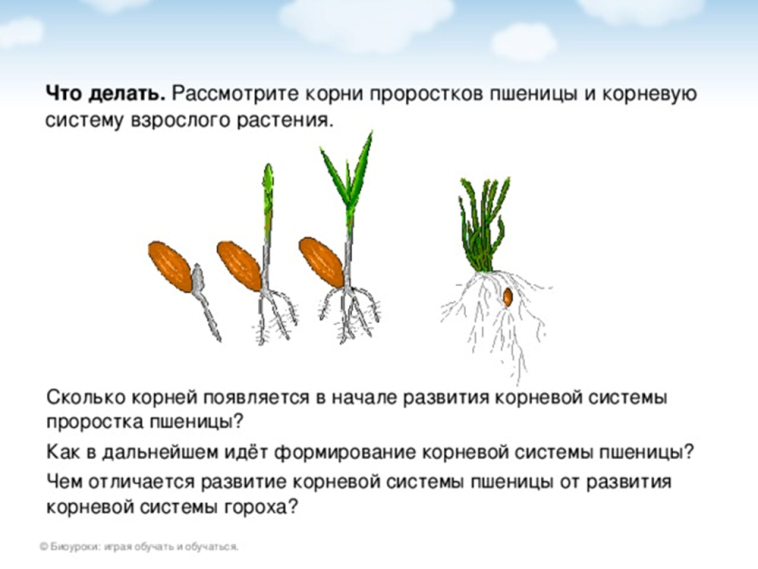 Что делать. Рассмотрите корни проростков пшеницы и корневую
систему взрослого растения.
Сколько корней появляется в начале развития корневой системы
проростка пшеницы?
Как в дальнейшем идёт формирование корневой системы пшеницы?
Чем отличается развитие корневой системы пшеницы от развития
корневой системы гороха?
© Биоуроки: играя обучать и обучаться.